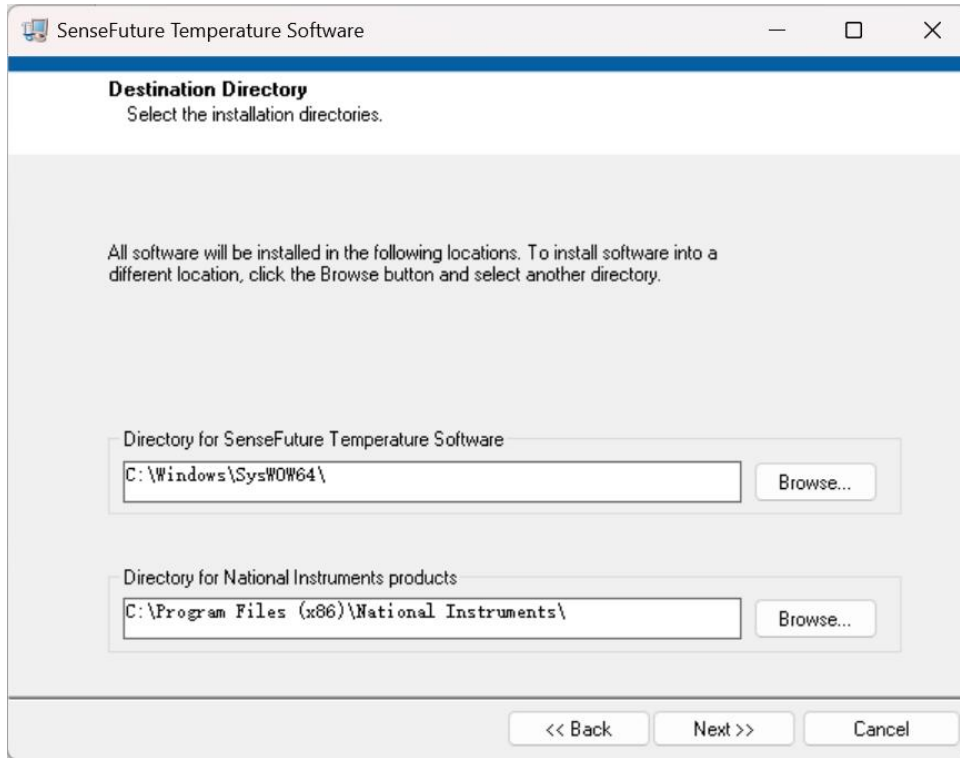 SenseFuture Temperature Software
Destination Directory
Select the installation directories.
All software will be installed in the following locations. To install software into a
different location, click the Browse button and select another directory.
Directory for SenseFuture Temperature Software
C:\Windows\SysWOW64\
Browse...
Directory for National Instruments products
C:\Program Files (x86)\National Instruments\
Browse...
<< Back
Next >>
Cancel